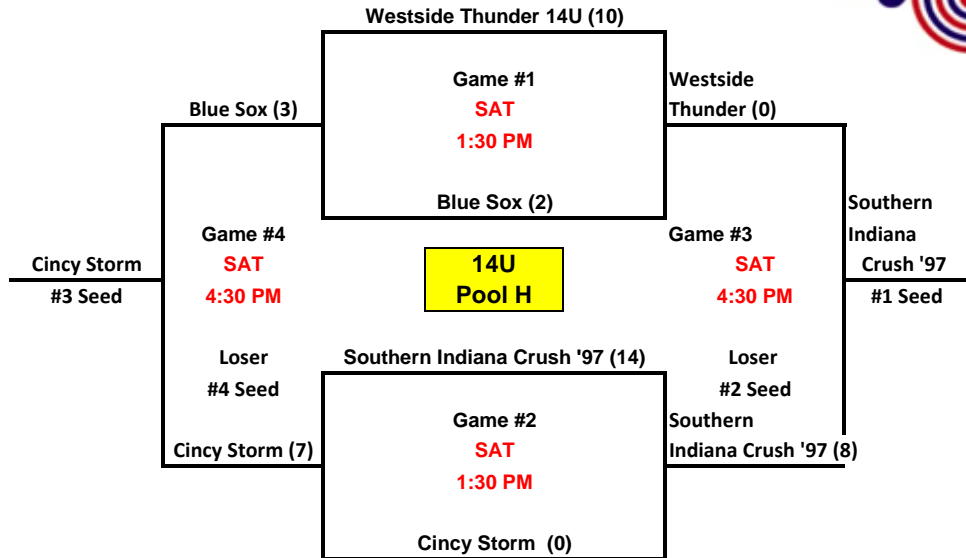 Westside Thunder 14U (10)
Game #1
SAT
1:30 PM
Blue Sox (2)
Blue Sox (3)
Westside
Thunder (0)
Game #4
SAT
4:30 PM
Cincy Storm
#3 Seed
Loser
#4 Seed
Cincy Storm (7)
14U
Pool H
Game #3
SAT
4:30 PM
Southern
Indiana
Crush '97
#1 Seed
Loser
#2 Seed
Southern
Indiana Crush '97 (8)
Southern Indiana Crush '97 (14)
Game #2
SAT
1:30 PM
Cincy Storm (0)